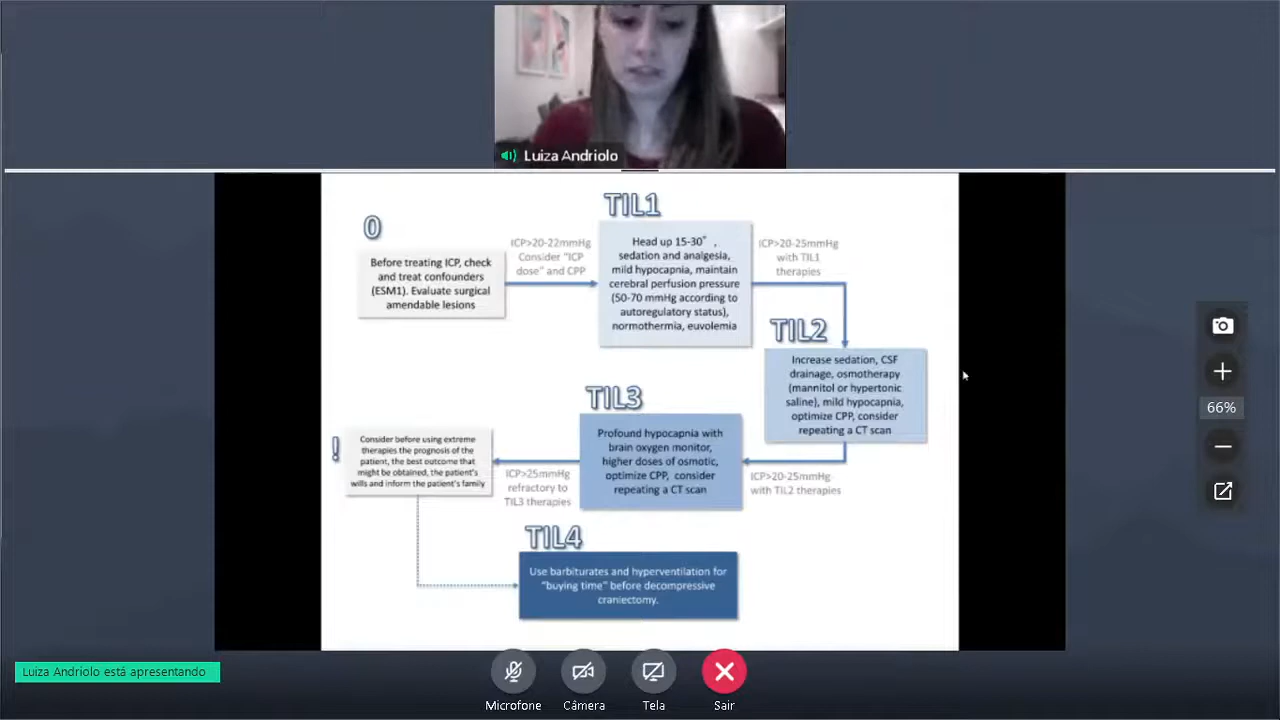 Luiza Andriolo
0
Before treating ICP, check
and treat confounders
(ESM1). Evaluate surgical
amendable lesions
ICP>20-22mmHg
Consider "ICP
dose" and CPP
TIL1
Head up 15-30° ,
sedation and analgesia,
mild hypocapnia, maintain
cerebral perfusion pressure
(50-70 mmHg according to
autoregulatory status),
normothermia, euvolemia
ICP>20-25mmHg
with TIL1
therapies
TIL2
Increase sedation, CSF
drainage, osmotherapy
(mannitol or hypertonic
saline), mild hypocapnia,
optimize CPP, consider
repeating a CT scan
ICP>20-25mmHg
with TIL2 therapies
TIL3
Profound hypocapnia with
brain oxygen monitor,
higher doses of osmotic,
optimize CPP, consider
repeating a CT scan
ICP>25mmHg
refractory to
TIL3 therapies
!
Consider before using extreme
therapies the prognosis of the
patient, the best outcome that
might be obtained, the patient's
wills and inform the patient's family
TIL4
Use barbiturates and hyperventilation for
"buying time" before decompressive
craniectomy.
66%
Luiza Andriolo está apresentando
Microfone
Câmera
Tela
Sair